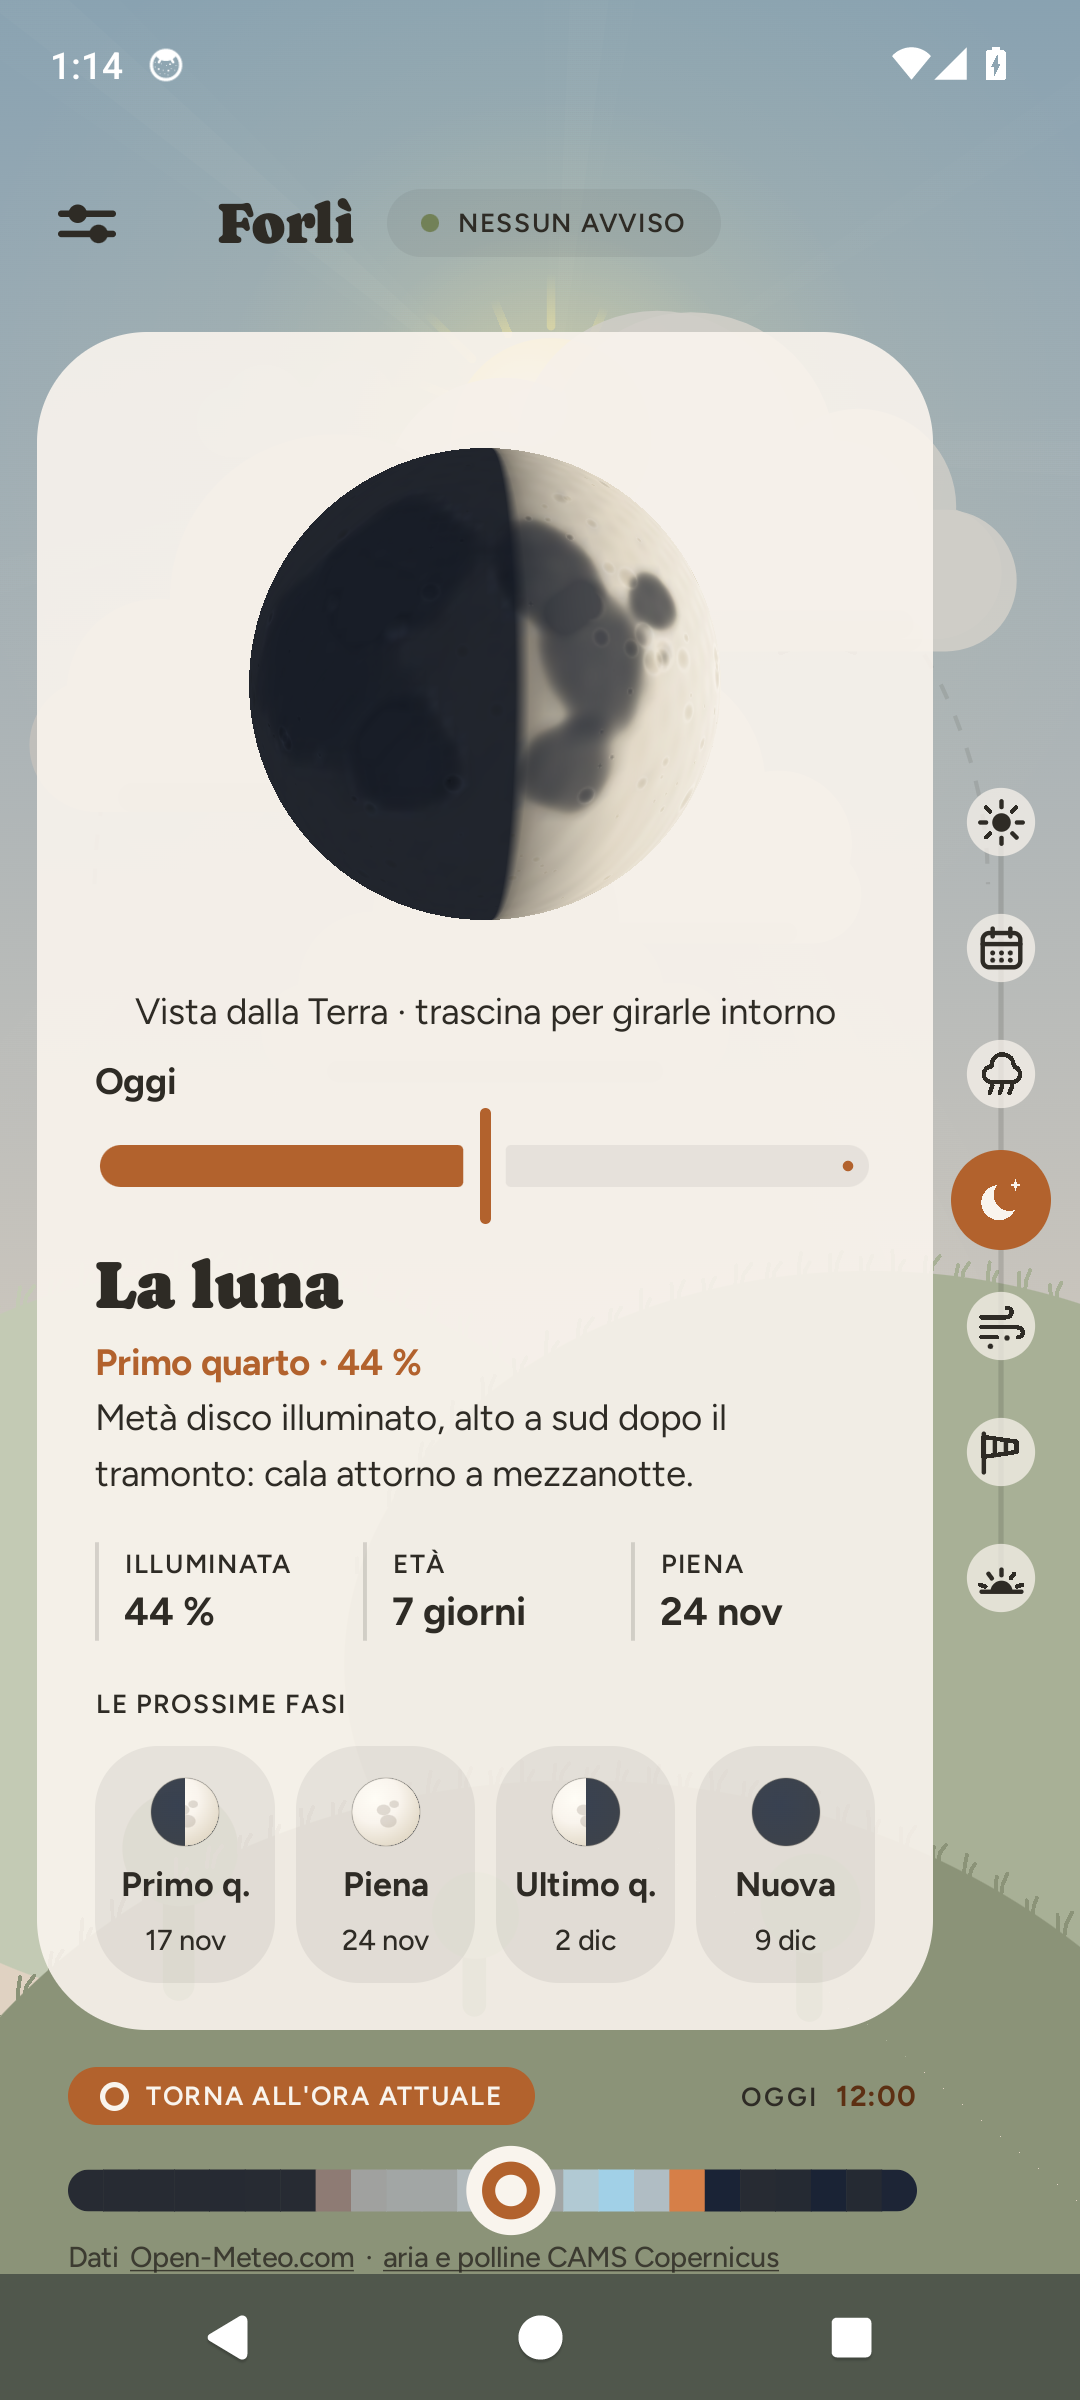 1:14
Forlì
NESSUN AVVISO
Vista dalla Terra · trascina per girarle intorno
Oggi
La luna
Primo quarto · 44 %
Metà disco illuminato, alto a sud dopo il
tramonto: cala attorno a mezzanotte.
ILLUMINATA ETÀ PIENA
44 % 7 giorni 24 nov
LE PROSSIME FASI
Primo q. Piena Ultimo q. Nuova
17 nov 24 nov 2 dic 9 dic
TORNA ALL'ORA ATTUALE OGGI 12:00
Dati Open-Meteo.com · aria e polline CAMS Copernicus